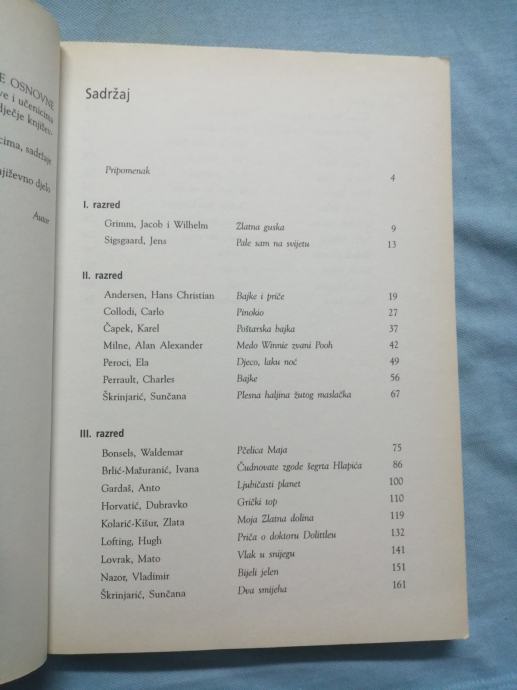 E OSNOVNE
ve i učenicima
dječje književ-
cima, sadržaje
njiževno djelo
Autor
Sadržaj
Pripomenak 4
I. razred
Grimm, Jacob i Wilhelm Zlatna guska 9
Sigsgaard, Jens Pale sam na svijetu 13
II. razred
Andersen, Hans Christian Bajke i priče 19
Collodi, Carlo Pinokio 27
Čapek, Karel Poštarska bajka 37
Milne, Alan Alexander Medo Winnie zvani Pooh 42
Peroci, Ela Djeco, laku noć 49
Perrault, Charles Bajke 56
Škrinjarić, Sunčana Plesna haljina žutog maslačka 67
III. razred
Bonsels, Waldemar Pčelica Maja 75
Brlić-Mažuranić, Ivana Čudnovate zgode šegrta Hlapića 86
Gardaš, Anto Ljubičasti planet 100
Horvatić, Dubravko Grički top 110
Kolarić-Kišur, Zlata Moja Zlatna dolina 119
Lofting, Hugh Priča o doktoru Dolittleu 132
Lovrak, Mato Vlak u snijegu 141
Nazor, Vladimir Bijeli jelen 151
Škrinjarić, Sunčana Dva smijeha 161